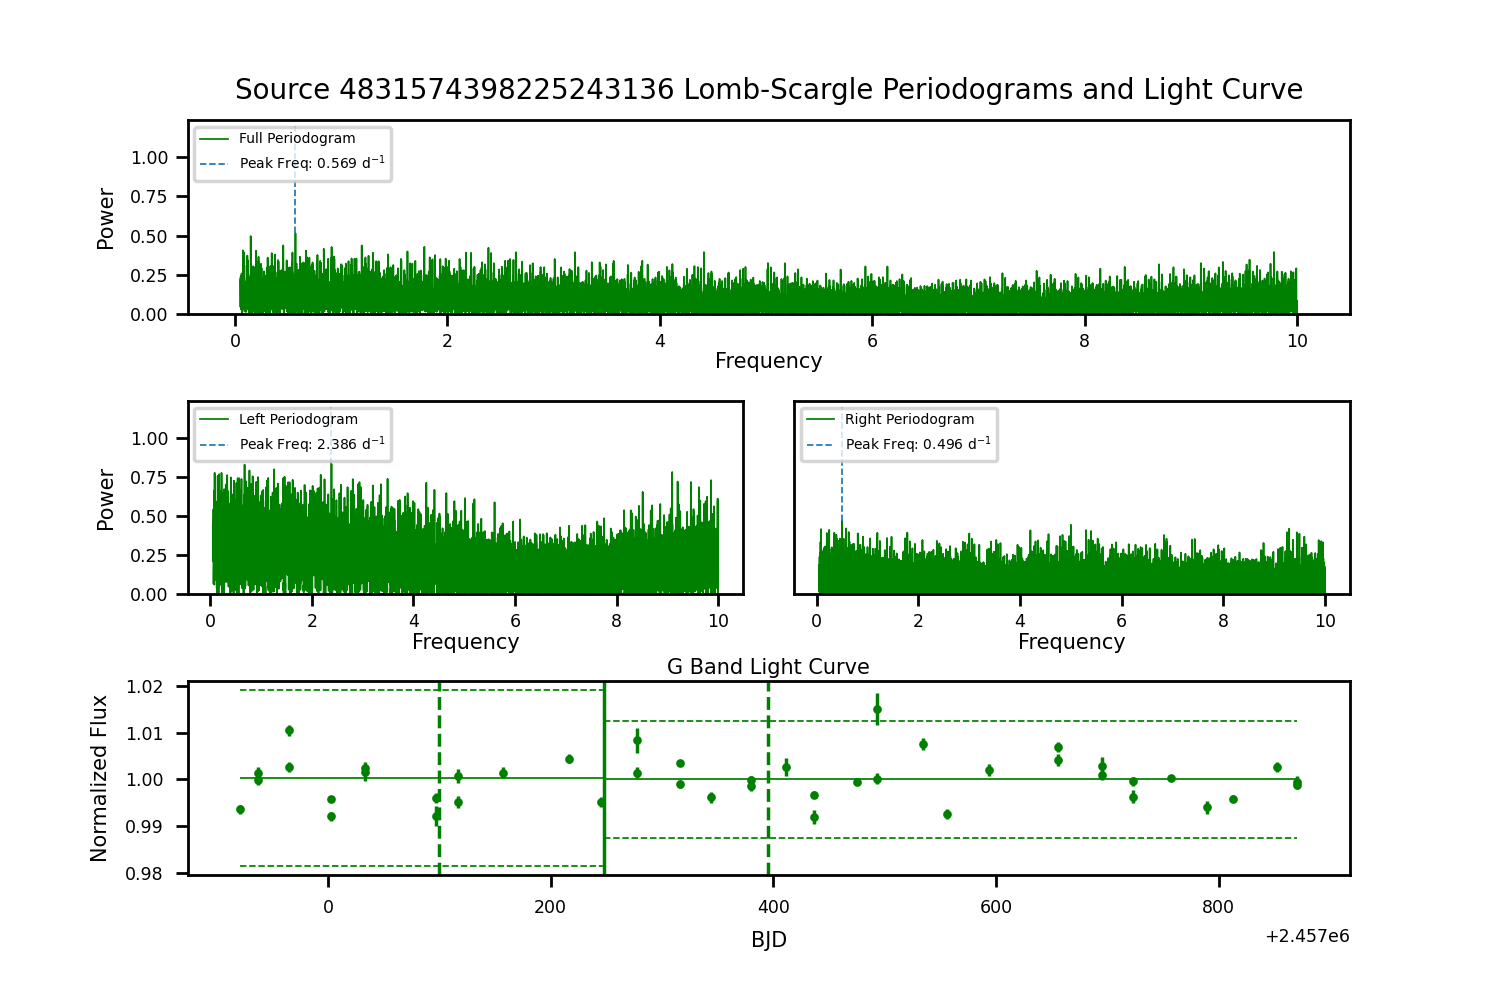 Source 4831574398225243136 Lomb-Scargle Periodograms and Light Curve
Full Periodogram
Peak Freq: 0.569 d⁻¹
1.00
0.75
0.50
0.25
0.00
Power
0 2 4 6 8 10
Frequency
Left Periodogram
Peak Freq: 2.386 d⁻¹
1.00
0.75
0.50
0.25
0.00
Power
0 2 4 6 8 10
Frequency
Right Periodogram
Peak Freq: 0.496 d⁻¹
0 2 4 6 8 10
Frequency
G Band Light Curve
1.02
1.01
1.00
0.99
0.98
Normalized Flux
0 200 400 600 800
BJD
+2.457e6